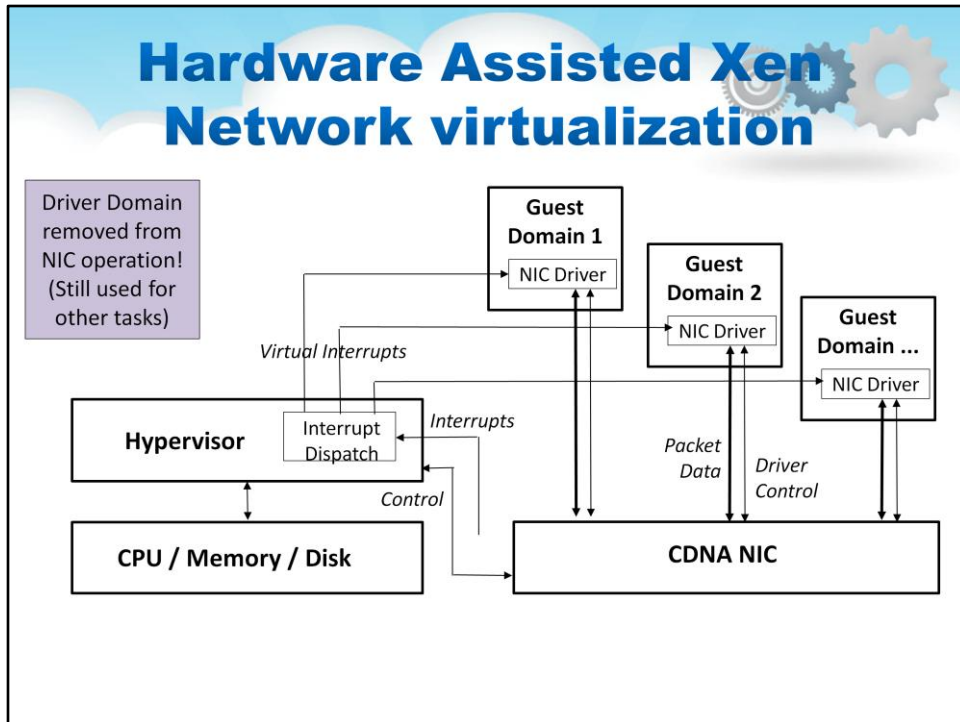 Hardware Assisted Xen
Network virtualization
Driver Domain
removed from
NIC operation!
(Still used for
other tasks)
Guest
Domain 1
NIC Driver
Guest
Domain 2
NIC Driver
Guest
Domain ...
NIC Driver
Virtual Interrupts
Hypervisor
Interrupt
Dispatch
Interrupts
Control
Packet
Data
Driver
Control
CPU / Memory / Disk
CDNA NIC